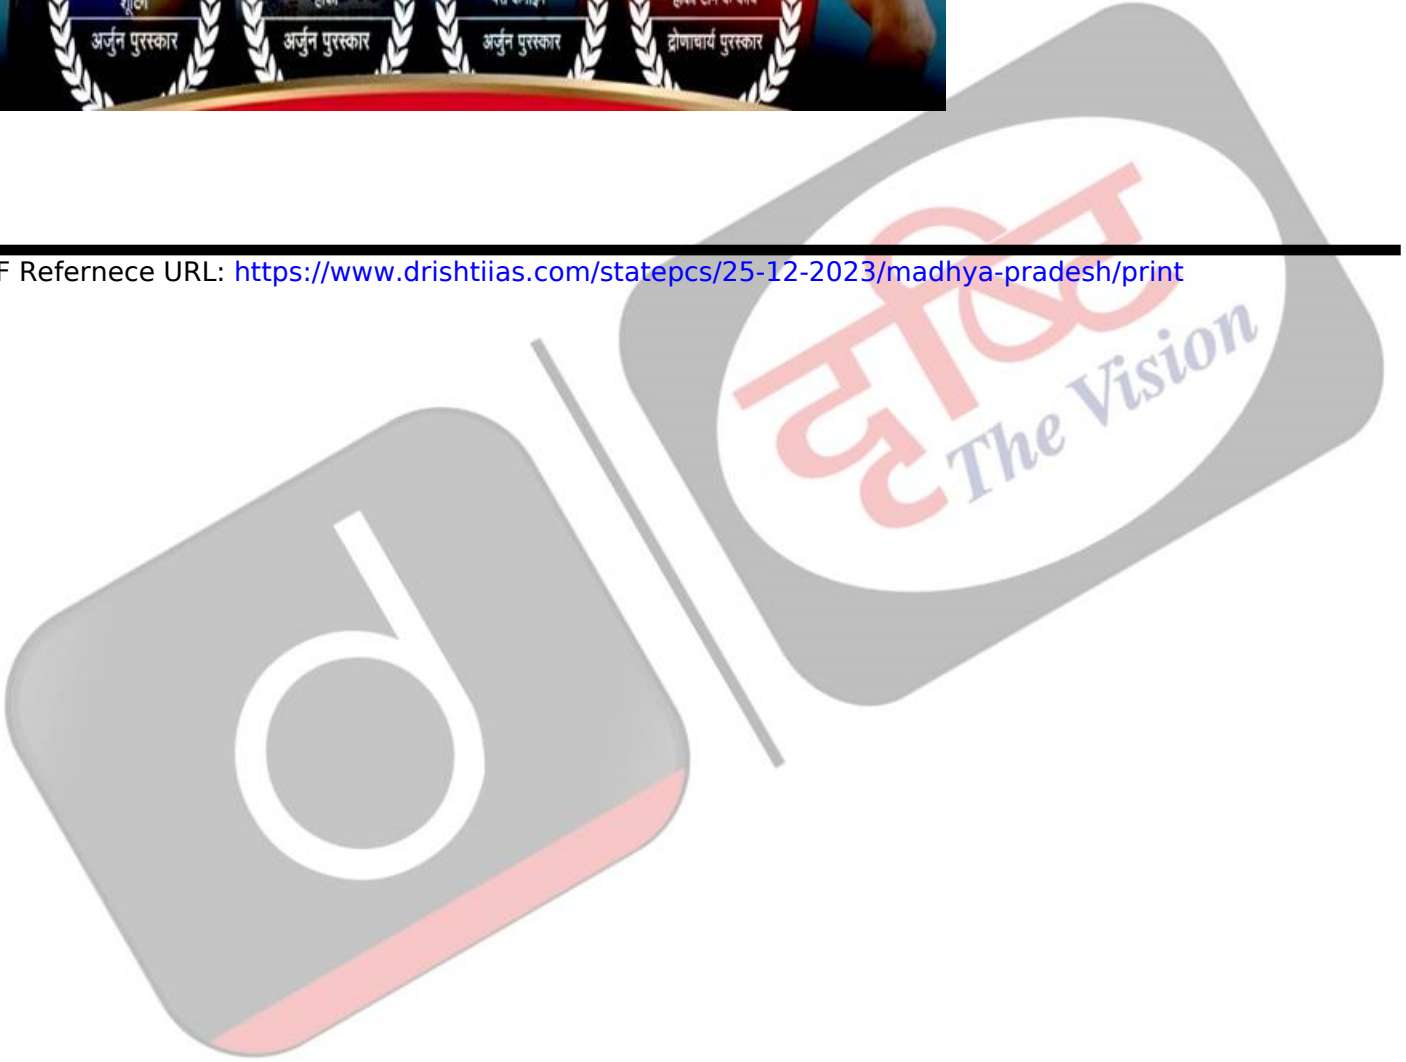 शूटिंग
अर्जुन पुरस्कार अर्जुन पुरस्कार अर्जुन पुरस्कार द्रोणाचार्य पुरस्कार
F Refernece URL: https://www.drishtiias.com/statepcs/25-12-2023/madhya-pradesh/print
दृष्टि
The Vision
d